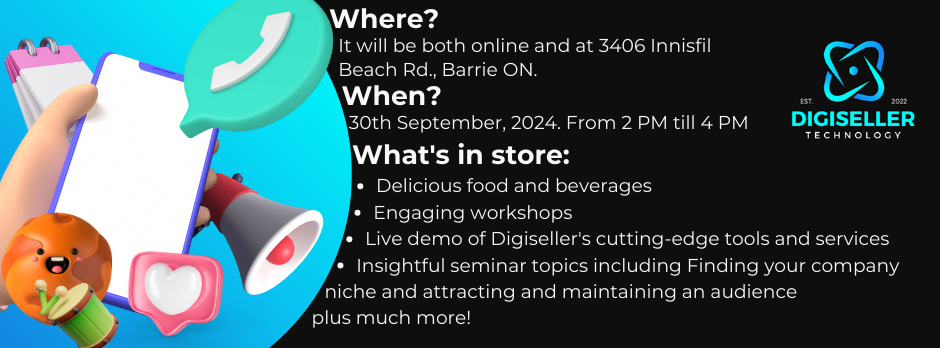 Where?
It will be both online and at 3406 Innisfil
Beach Rd., Barrie ON.
When?
30th September, 2024. From 2 PM till 4 PM
What's in store:
• Delicious food and beverages
• Engaging workshops
• Live demo of Digiseller's cutting-edge tools and services
• Insightful seminar topics including Finding your company
niche and attracting and maintaining an audience
plus much more!
EST. 2022
DIGISELLER
TECHNOLOGY